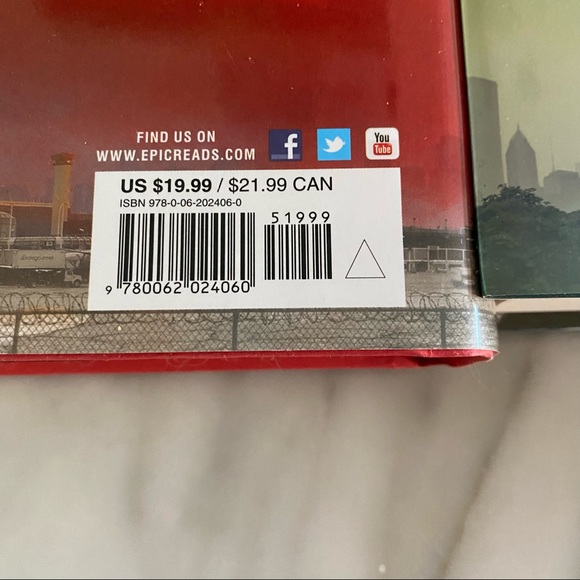 FIND US ON
WWW.EPICREADS.COM
f
You
Tube
US $19.99 / $21.99 CAN
ISBN 978-0-06-202406-0
51999
9 780062 024060